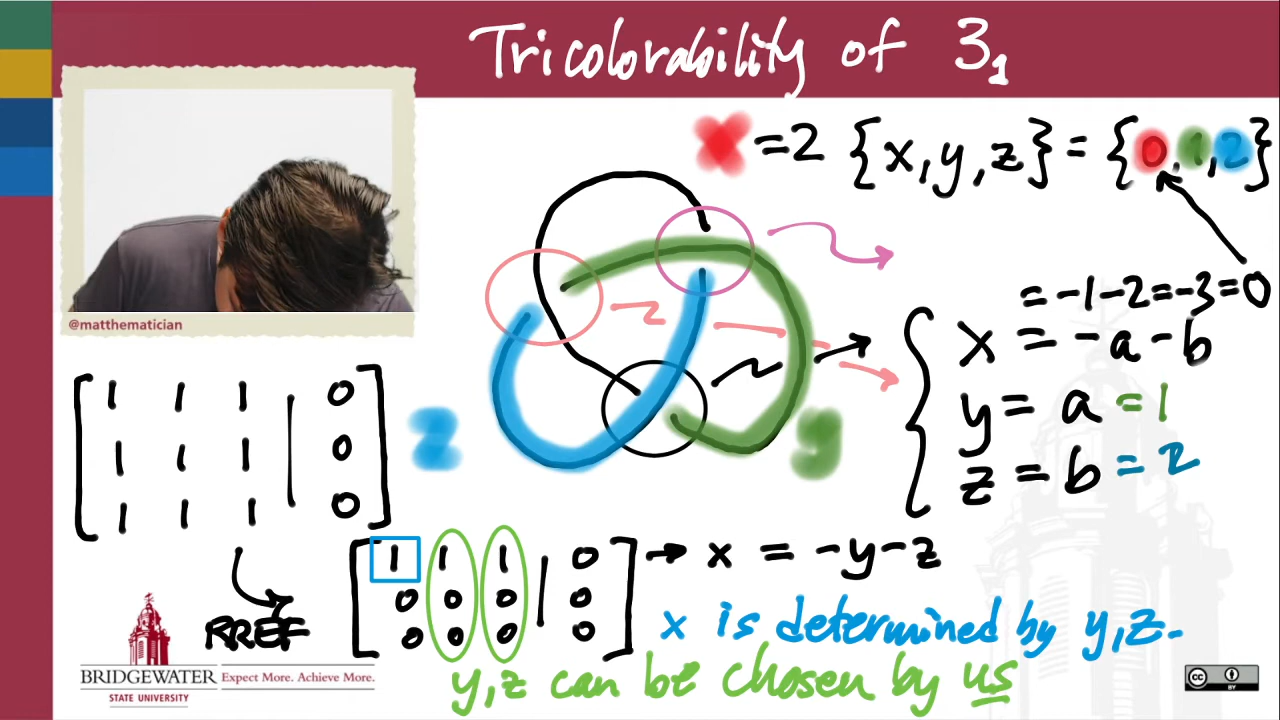 Tricolorability of 3₁
x = 2 {x, y, z} = {0, 1, 2}
= -1-2 = -3 = 0
x = -a - b
y = a = 1
z = b = 2
z
y
@matthematician
[ 1 1 1 | 0
1 1 1 | 0
1 1 1 | 0 ]
RREF
[ 1 1 1 | 0
0 0 0 | 0
0 0 0 | 0 ]
→ x = -y - z
x is determined by y, z.
y, z can be chosen by us
BRIDGEWATER
STATE UNIVERSITY
Expect More. Achieve More.
cc
BY